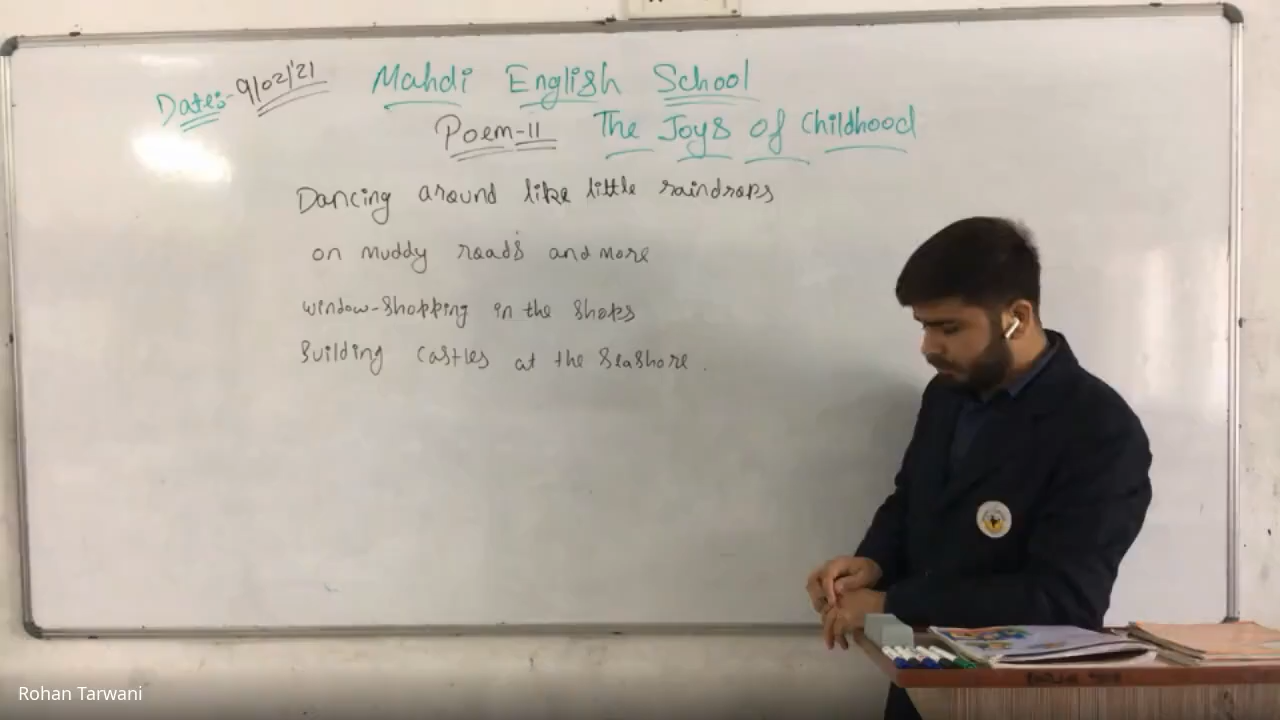 Date:- 9/02/21 Mahdi English School
Poem-11 The Joys of Childhood
Dancing around like little raindrops
on muddy roads and more
window-shopping in the shops
Building castles at the seashore.
Rohan Tarwani